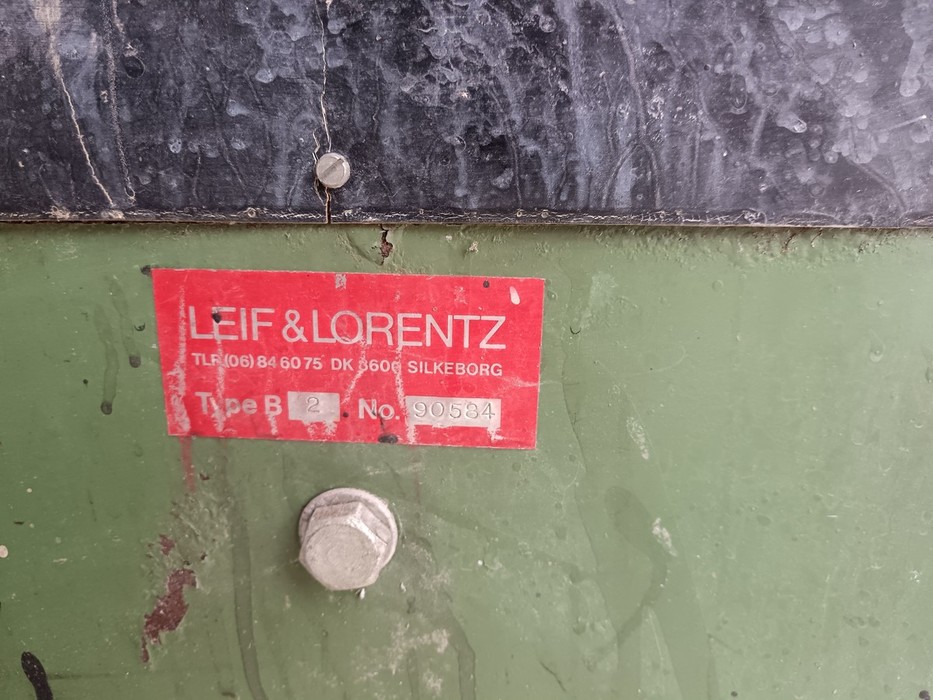 LEIF & LORENTZ
TLF (06) 84 60 75 DK 8600 SILKEBORG
Type B 2 No. 90584